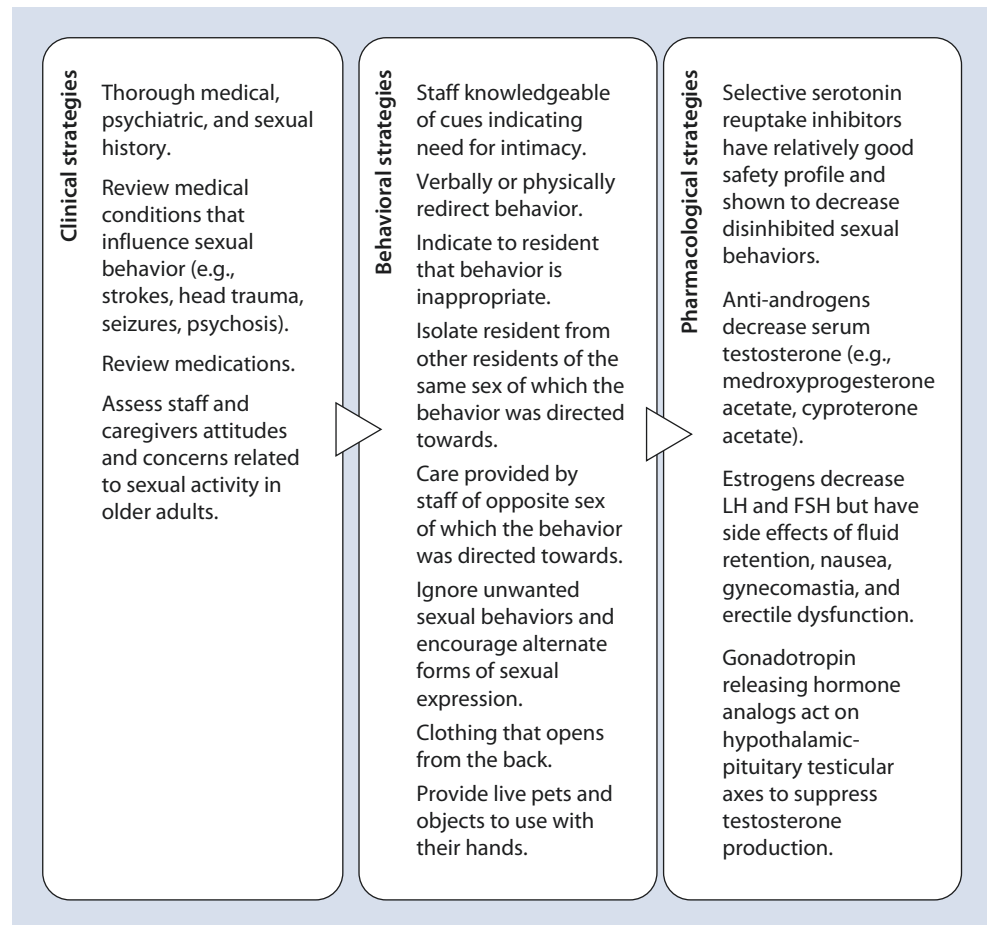 Clinical strategies
Thorough medical,
psychiatric, and sexual
history.
Review medical
conditions that
influence sexual
behavior (e.g.,
strokes, head trauma,
seizures, psychosis).
Review medications.
Assess staff and
caregivers attitudes
and concerns related
to sexual activity in
older adults.
Behavioral strategies
Staff knowledgeable
of cues indicating
need for intimacy.
Verbally or physically
redirect behavior.
Indicate to resident
that behavior is
inappropriate.
Isolate resident from
other residents of the
same sex of which the
behavior was directed
towards.
Care provided by
staff of opposite sex
of which the behavior
was directed towards.
Ignore unwanted
sexual behaviors and
encourage alternate
forms of sexual
expression.
Clothing that opens
from the back.
Provide live pets and
objects to use with
their hands.
Pharmacological strategies
Selective serotonin
reuptake inhibitors
have relatively good
safety profile and
shown to decrease
disinhibited sexual
behaviors.
Anti-androgens
decrease serum
testosterone (e.g.,
medroxyprogesterone
acetate, cyproterone
acetate).
Estrogens decrease
LH and FSH but have
side effects of fluid
retention, nausea,
gynecomastia, and
erectile dysfunction.
Gonadotropin
releasing hormone
analogs act on
hypothalamic-
pituitary testicular
axes to suppress
testosterone
production.